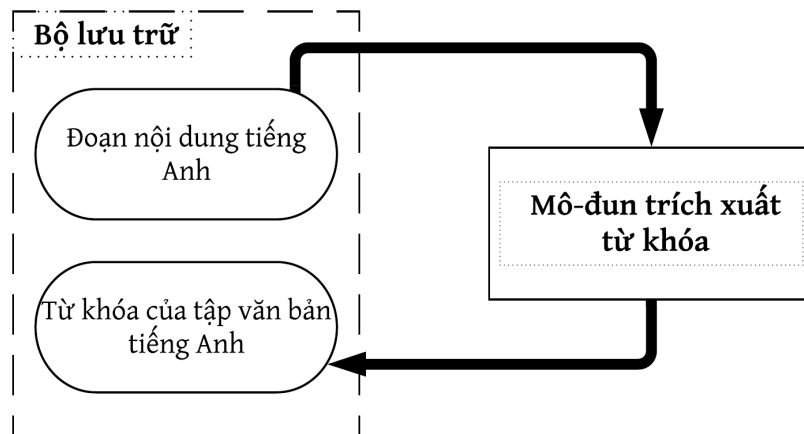 Bộ lưu trữ
Đoạn nội dung tiếng
Anh
Mô-đun trích xuất
từ khóa
Từ khóa của tập văn bản
tiếng Anh